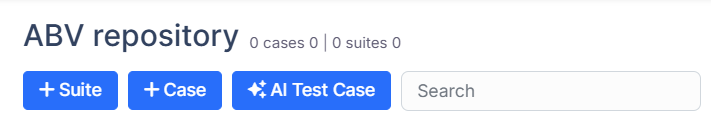 ABV repository 0 cases 0 | 0 suites 0
+ Suite + Case AI Test Case Search